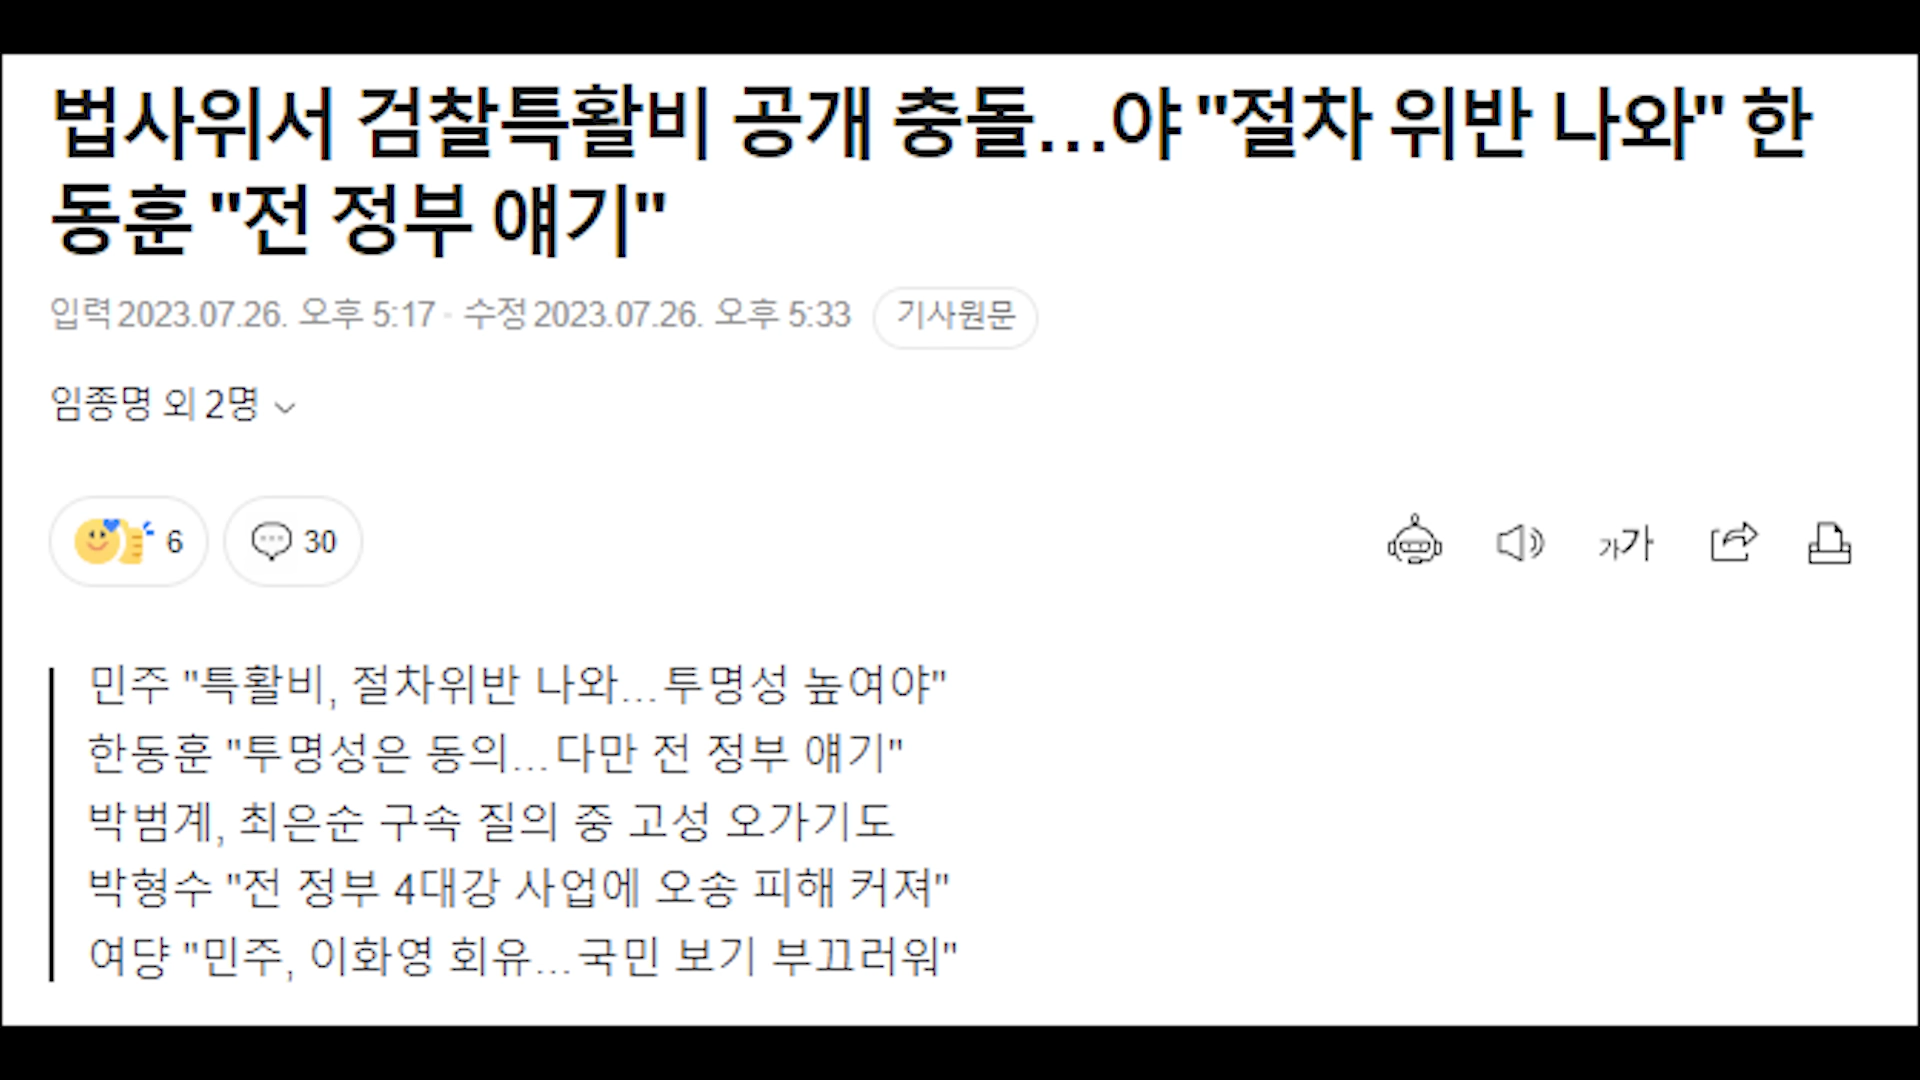 법사위서 검찰특활비 공개 충돌…야 "절차 위반 나와" 한
동훈 "전 정부 얘기"
입력 2023.07.26. 오후 5:17 · 수정 2023.07.26. 오후 5:33 기사원문
임종명 외 2명
6 30 가가
민주 "특활비, 절차위반 나와…투명성 높여야"
한동훈 "투명성은 동의…다만 전 정부 얘기"
박범계, 최은순 구속 질의 중 고성 오가기도
박형수 "전 정부 4대강 사업에 오송 피해 커져"
여당 "민주, 이화영 회유…국민 보기 부끄러워"